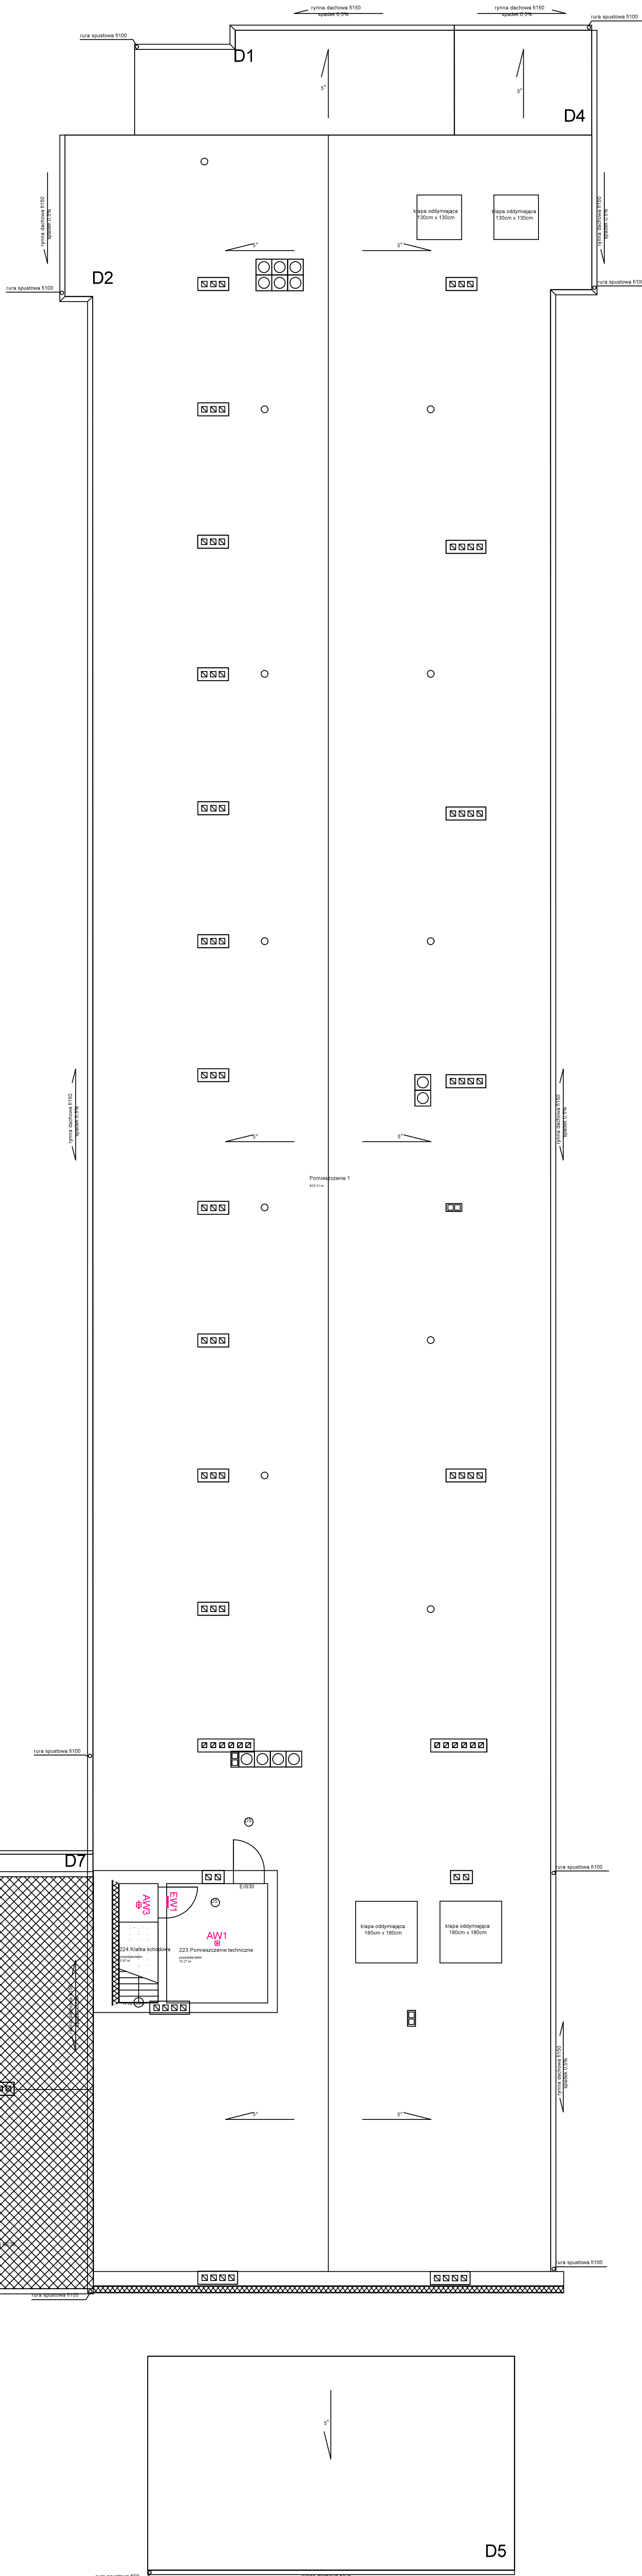 rynna dachowa fi150
spadek 0,5%
rynna dachowa fi150
spadek 0,5%
rura spustowa fi100
rura spustowa fi100
D1
5°
5°
D4
rynna dachowa fi150
spadek 0,5%
klapa oddymiająca
130cm x 130cm
klapa oddymiająca
130cm x 130cm
rynna dachowa fi150
spadek 0,5%
5°
5°
D2
rura spustowa fi100
rura spustowa fi100
rynna dachowa fi150
spadek 0,5%
rynna dachowa fi150
spadek 0,5%
5°
5°
Pomieszczenie 1
rura spustowa fi100
D7
rura spustowa fi100
EIS30
AW3
EW1
AW1
224 Klatka schodowa
223 Pomieszczenie techniczne
klapa oddymiająca
180xm x 180cm
klapa oddymiająca
180cm x 180cm
rynna dachowa fi150
spadek 0,5%
5°
5°
rura spustowa fi100
rura spustowa fi100
5°
D5